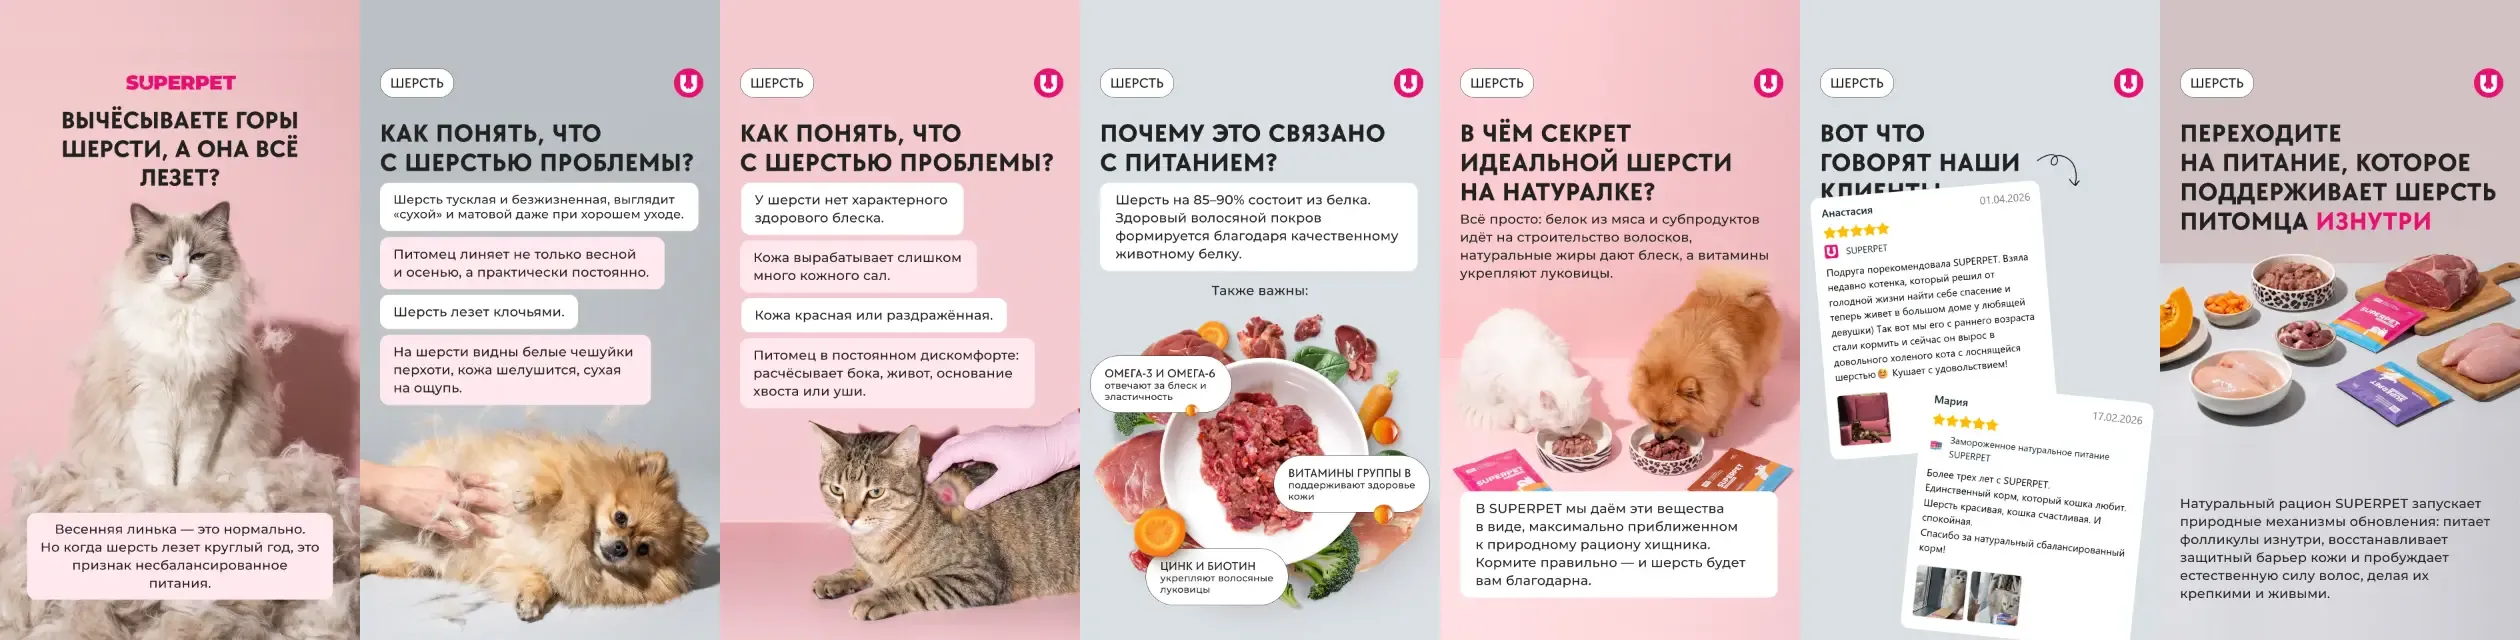 SUPERPET
ВЫЧЁСЫВАЕТЕ ГОРЫ
ШЕРСТИ, А ОНА ВСЁ
ЛЕЗЕТ?
Весенняя линька — это нормально.
Но когда шерсть лезет круглый год, это
признак несбалансированное
питания.
ШЕРСТЬ
КАК ПОНЯТЬ, ЧТО
С ШЕРСТЬЮ ПРОБЛЕМЫ?
Шерсть тусклая и безжизненная, выглядит
«сухой» и матовой даже при хорошем уходе.
Питомец линяет не только весной
и осенью, а практически постоянно.
Шерсть лезет клочьями.
На шерсти видны белые чешуйки
перхоти, кожа шелушится, сухая
на ощупь.
ШЕРСТЬ
КАК ПОНЯТЬ, ЧТО
С ШЕРСТЬЮ ПРОБЛЕМЫ?
У шерсти нет характерного
здорового блеска.
Кожа вырабатывает слишком
много кожного сал.
Кожа красная или раздражённая.
Питомец в постоянном дискомфорте:
расчёсывает бока, живот, основание
хвоста или уши.
ШЕРСТЬ
ПОЧЕМУ ЭТО СВЯЗАНО
С ПИТАНИЕМ?
Шерсть на 85–90% состоит из белка.
Здоровый волосяной покров
формируется благодаря качественному
животному белку.
Также важны:
ОМЕГА-3 И ОМЕГА-6
отвечают за блеск и
эластичность
ВИТАМИНЫ ГРУППЫ В
поддерживают здоровье
кожи
ЦИНК И БИОТИН
укрепляют волосяные
луковицы
ШЕРСТЬ
В ЧЁМ СЕКРЕТ
ИДЕАЛЬНОЙ ШЕРСТИ
НА НАТУРАЛКЕ?
Всё просто: белок из мяса и субпродуктов
идёт на строительство волосков,
натуральные жиры дают блеск, а витамины
укрепляют луковицы.
SUPERPET
SUPERPET
В SUPERPET мы даём эти вещества
в виде, максимально приближенном
к природному рациону хищника.
Кормите правильно — и шерсть будет
вам благодарна.
ШЕРСТЬ
ВОТ ЧТО
ГОВОРЯТ НАШИ
КЛИЕНТЫ
Анастасия
01.04.2026
SUPERPET
Подруга порекомендовала SUPERPET. Взяла
недавно котенка, который решил от
голодной жизни найти себе спасение и
теперь живет в большом доме у любящей
девушки) Так вот мы его с раннего возраста
стали кормить и сейчас он вырос в
довольного холеного кота с лоснящейся
шерстью😊 Кушает с удовольствием!
Мария
17.02.2026
Замороженное натуральное питание
SUPERPET
Более трех лет с SUPERPET.
Единственный корм, который кошка любит.
Шерсть красивая, кошка счастливая. И
спокойная.
Спасибо за натуральный сбалансированный
корм!
ШЕРСТЬ
ПЕРЕХОДИТЕ
НА ПИТАНИЕ, КОТОРОЕ
ПОДДЕРЖИВАЕТ ШЕРСТЬ
ПИТОМЦА ИЗНУТРИ
SUPERPET
SUPERPET
Натуральный рацион SUPERPET запускает
природные механизмы обновления: питает
фолликулы изнутри, восстанавливает
защитный барьер кожи и пробуждает
естественную силу волос, делая их
крепкими и живыми.